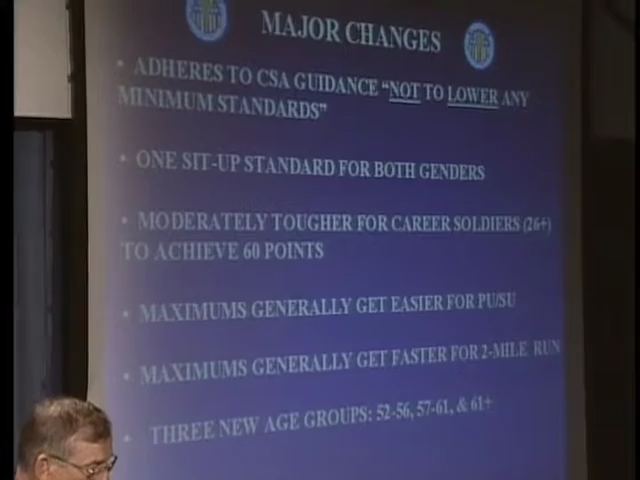 MAJOR CHANGES
• ADHERES TO CSA GUIDANCE “NOT TO LOWER ANY
MINIMUM STANDARDS”
• ONE SIT-UP STANDARD FOR BOTH GENDERS
• MODERATELY TOUGHER FOR CAREER SOLDIERS (26+)
TO ACHIEVE 60 POINTS
• MAXIMUMS GENERALLY GET EASIER FOR PU/SU
• MAXIMUMS GENERALLY GET FASTER FOR 2-MILE RUN
• THREE NEW AGE GROUPS: 52-56, 57-61, & 61+